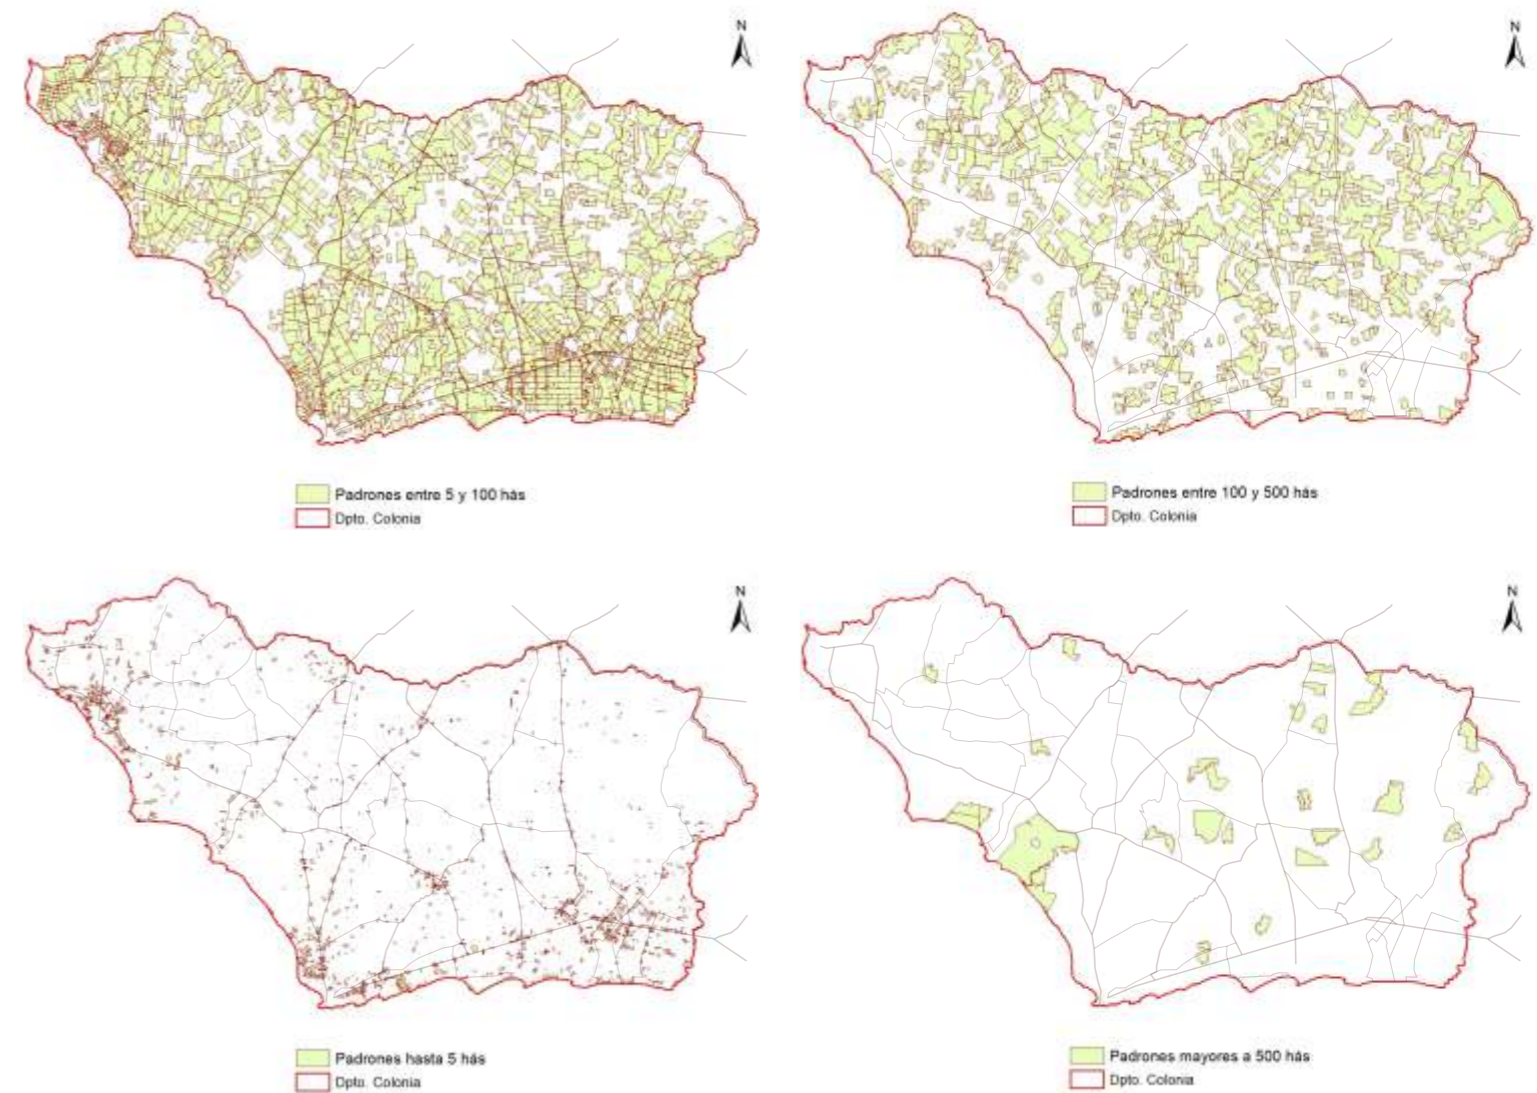 N
N
Padrones entre 5 y 100 hás
Dpto. Colonia
Padrones entre 100 y 500 hás
Dpto. Colonia
N
N
Padrones hasta 5 hás
Dpto. Colonia
Padrones mayores a 500 hás
Dpto. Colonia